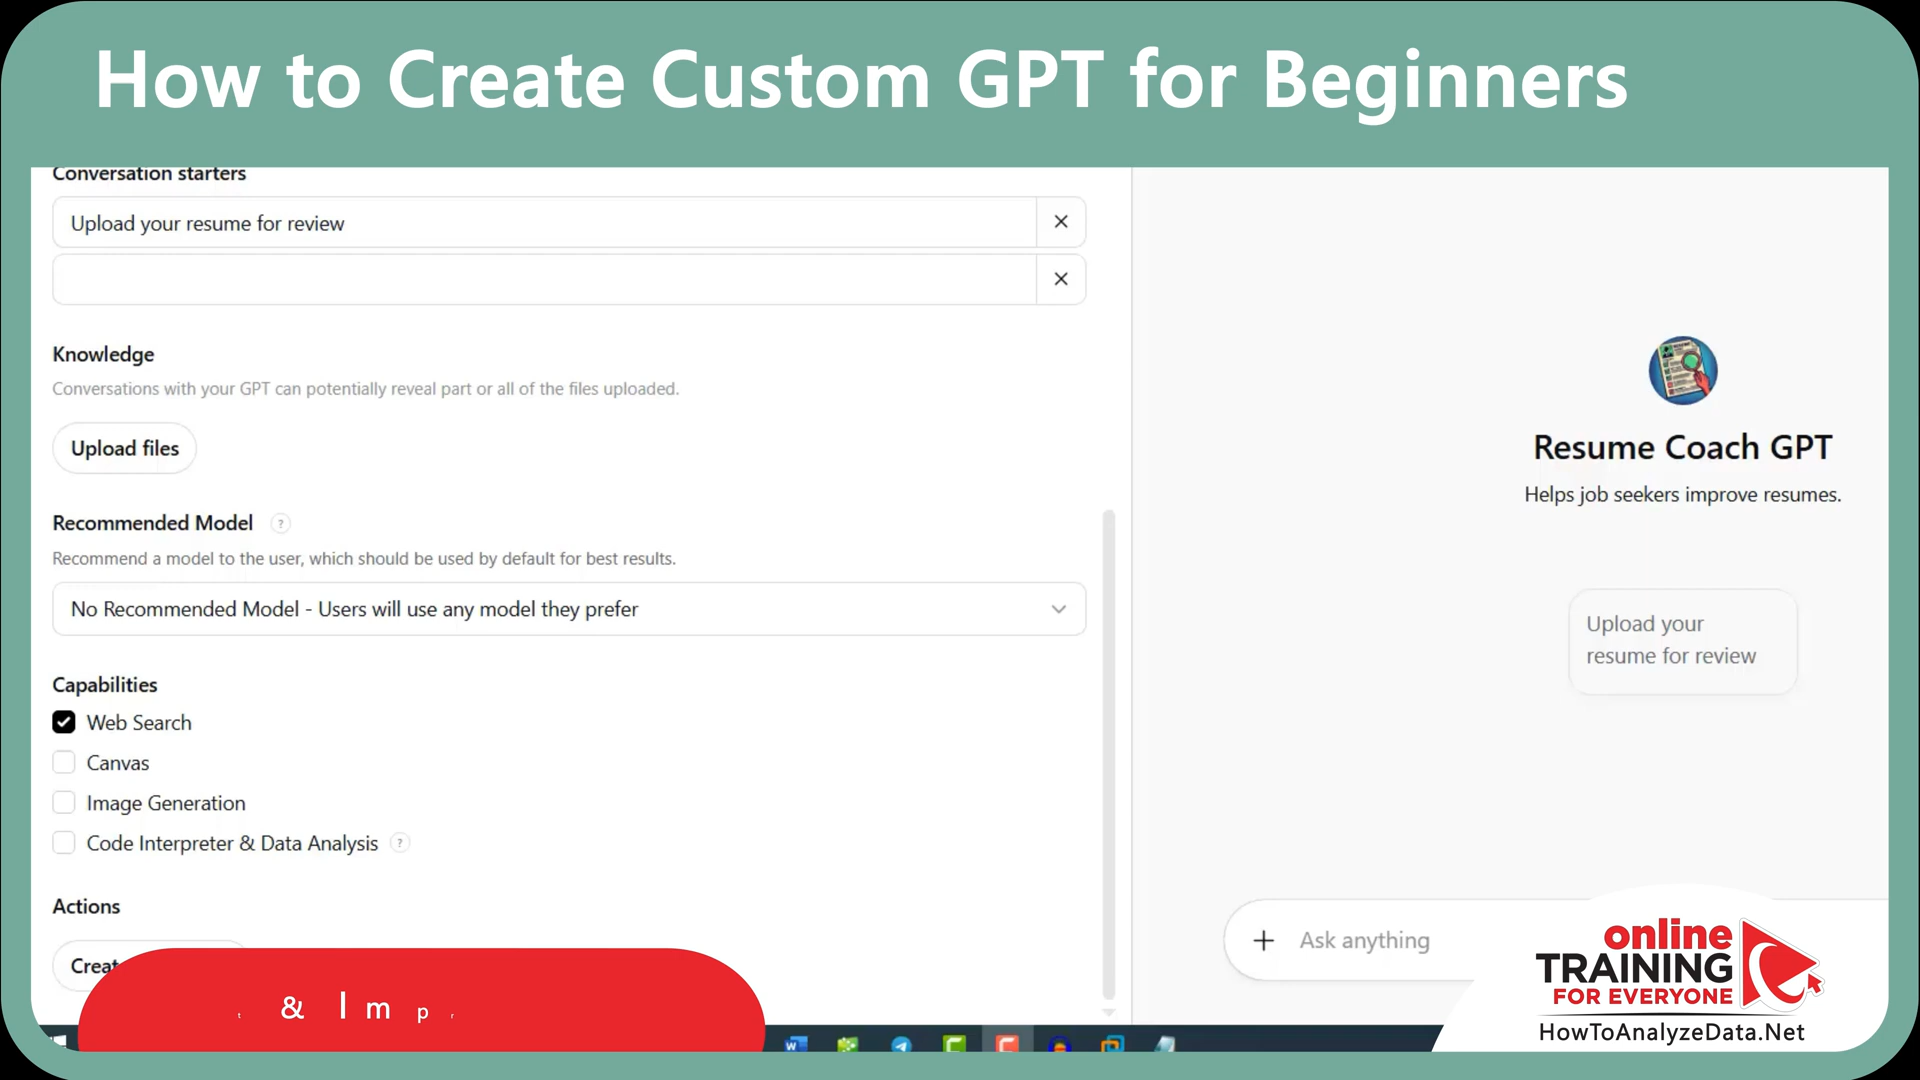 How to Create Custom GPT for Beginners
Conversation starters
Upload your resume for review
Knowledge
Conversations with your GPT can potentially reveal part or all of the files uploaded.
Upload files
Recommended Model
Recommend a model to the user, which should be used by default for best results.
No Recommended Model - Users will use any model they prefer
Capabilities
Web Search
Canvas
Image Generation
Code Interpreter & Data Analysis
Actions
Resume Coach GPT
Helps job seekers improve resumes.
Upload your
resume for review
Ask anything
online
TRAINING
FOR EVERYONE
HowToAnalyzeData.Net